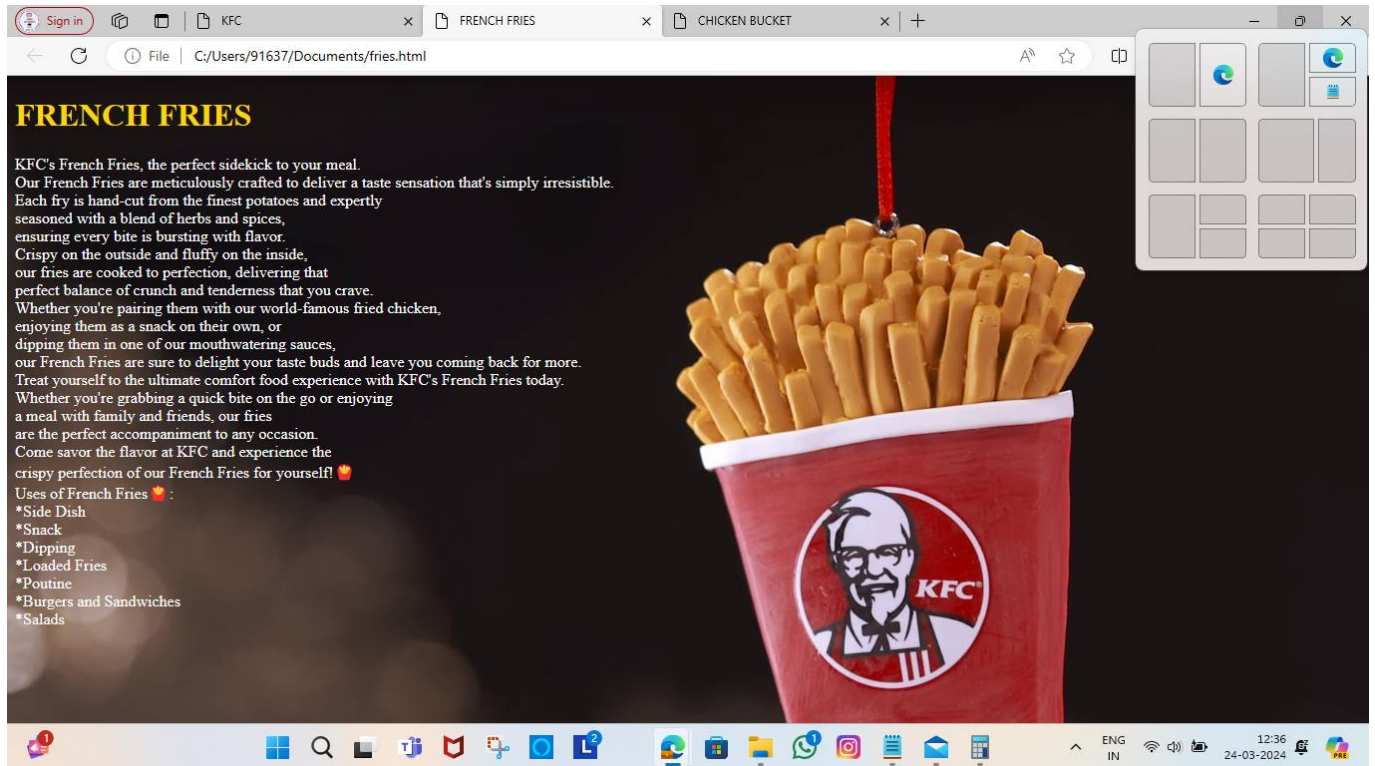 Sign in
KFC
FRENCH FRIES
CHICKEN BUCKET
File
C:/Users/91637/Documents/fries.html
FRENCH FRIES
KFC's French Fries, the perfect sidekick to your meal.
Our French Fries are meticulously crafted to deliver a taste sensation that's simply irresistible.
Each fry is hand-cut from the finest potatoes and expertly
seasoned with a blend of herbs and spices,
ensuring every bite is bursting with flavor.
Crispy on the outside and fluffy on the inside,
our fries are cooked to perfection, delivering that
perfect balance of crunch and tenderness that you crave.
Whether you're pairing them with our world-famous fried chicken,
enjoying them as a snack on their own, or
dipping them in one of our mouthwatering sauces,
our French Fries are sure to delight your taste buds and leave you coming back for more.
Treat yourself to the ultimate comfort food experience with KFC's French Fries today.
Whether you're grabbing a quick bite on the go or enjoying
a meal with family and friends, our fries
are the perfect accompaniment to any occasion.
Come savor the flavor at KFC and experience the
crispy perfection of our French Fries for yourself! 🍟
Uses of French Fries 🍟 :
*Side Dish
*Snack
*Dipping
*Loaded Fries
*Poutine
*Burgers and Sandwiches
*Salads
KFC®
1
L
2
1
ENG
IN
12:36
24-03-2024
PRE